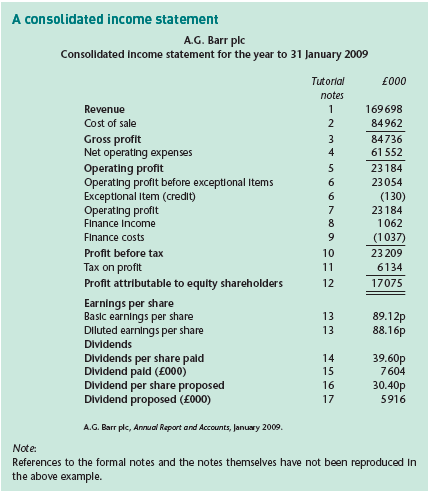 A consolidated income statement
A.G. Barr plc
Consolidated income statement for the year to 31 January 2009
Tutorial £000
notes
Revenue 1 169 698
Cost of sale 2 84 962
Gross profit 3 84 736
Net operating expenses 4 61 552
Operating profit 5 23 184
Operating profit before exceptional items 6 23 054
Exceptional item (credit) 6 (130)
Operating profit 7 23 184
Finance income 8 1 062
Finance costs 9 (1 037)
Profit before tax 10 23 209
Tax on profit 11 6 134
Profit attributable to equity shareholders 12 17 075
Earnings per share
Basic earnings per share 13 89.12p
Diluted earnings per share 13 88.16p
Dividends
Dividends per share paid 14 39.60p
Dividend paid (£000) 15 7 604
Dividend per share proposed 16 30.40p
Dividend proposed (£000) 17 5 916
A.G. Barr plc, Annual Report and Accounts, January 2009.
Note:
References to the formal notes and the notes themselves have not been reproduced in
the above example.